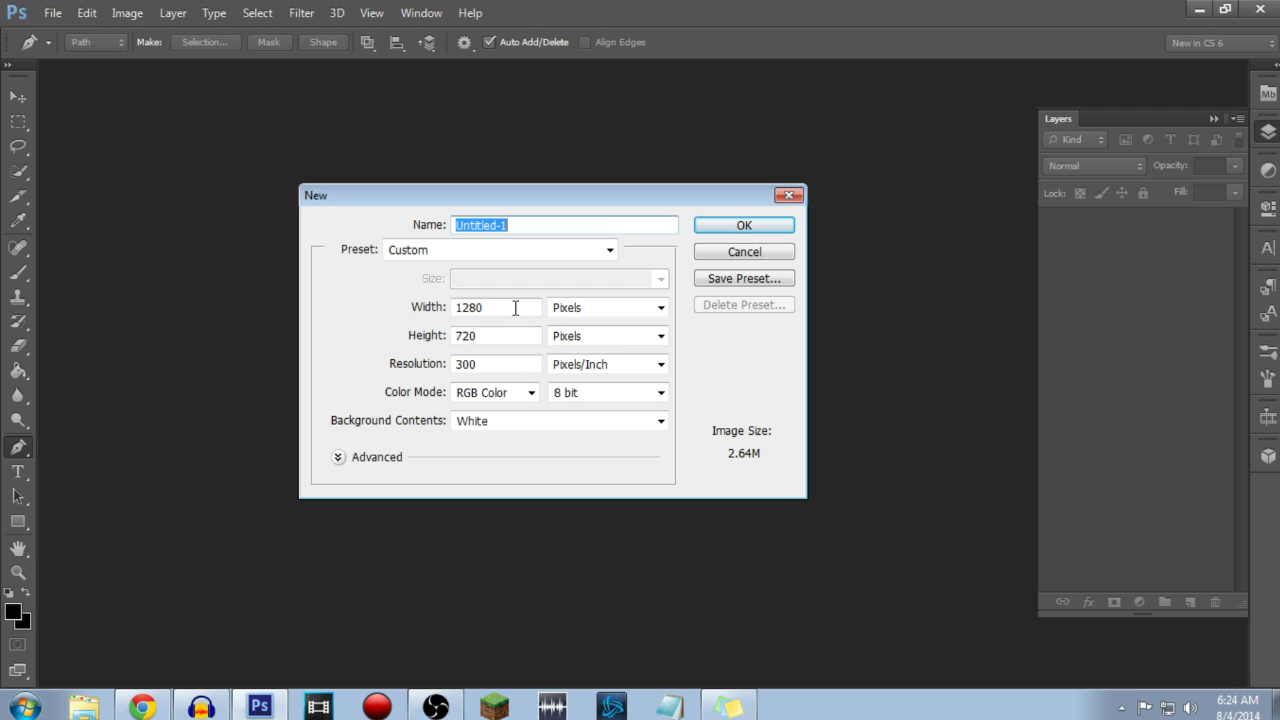 Ps File Edit Image Layer Type Select Filter 3D View Window Help
Path Make: Selection... Mask Shape Auto Add/Delete Align Edges New in CS 6
Mb
Layers
Kind
Normal Opacity:
Lock: Fill:
New
Name: Untitled-1 OK
Preset: Custom Cancel
Size: Save Preset...
Width: 1280 Pixels Delete Preset...
Height: 720 Pixels
Resolution: 300 Pixels/Inch
Color Mode: RGB Color 8 bit
Background Contents: White
Image Size:
2.64M
Advanced
Ps
6:24 AM
8/4/2014